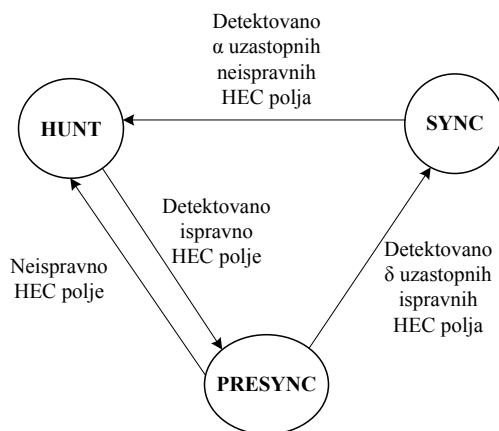 Detektovano
α uzastopnih
neispravnih
HEC polja
HUNT
SYNC
Detektovano
ispravno
HEC polje
Neispravno
HEC polje
Detektovano
δ uzastopnih
ispravnih
HEC polja
PRESYNC